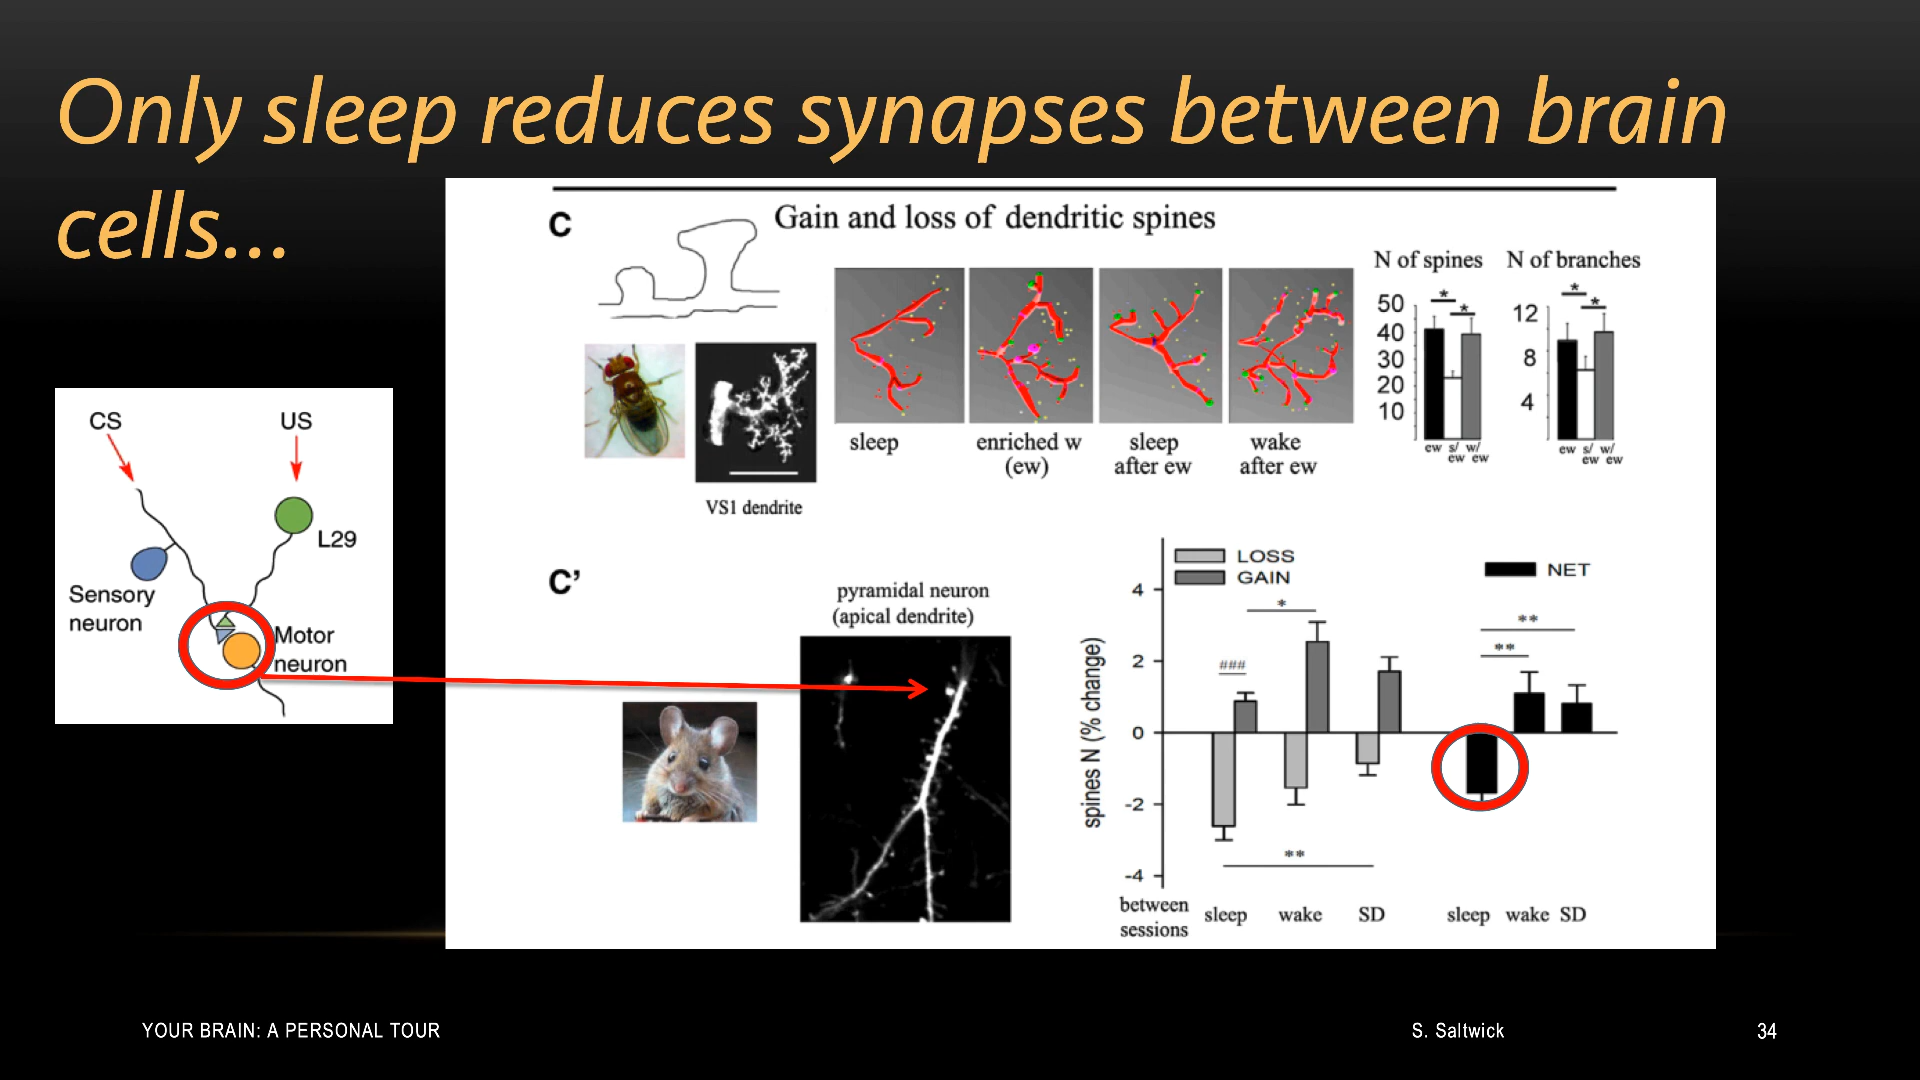 Only sleep reduces synapses between brain
cells...
C
Gain and loss of dendritic spines
N of spines
50
40
30
20
10
ew s/ w/
ew ew
N of branches
12
8
4
ew s/ w/
ew ew
*
*
*
*
sleep
enriched w
(ew)
sleep
after ew
wake
after ew
VS1 dendrite
CS
US
L29
Sensory
neuron
Motor
neuron
C’
pyramidal neuron
(apical dendrite)
LOSS
GAIN
NET
spines N (% change)
4
2
0
-2
-4
###
*
**
**
**
between
sessions
sleep wake SD
sleep wake SD
YOUR BRAIN: A PERSONAL TOUR
S. Saltwick
34